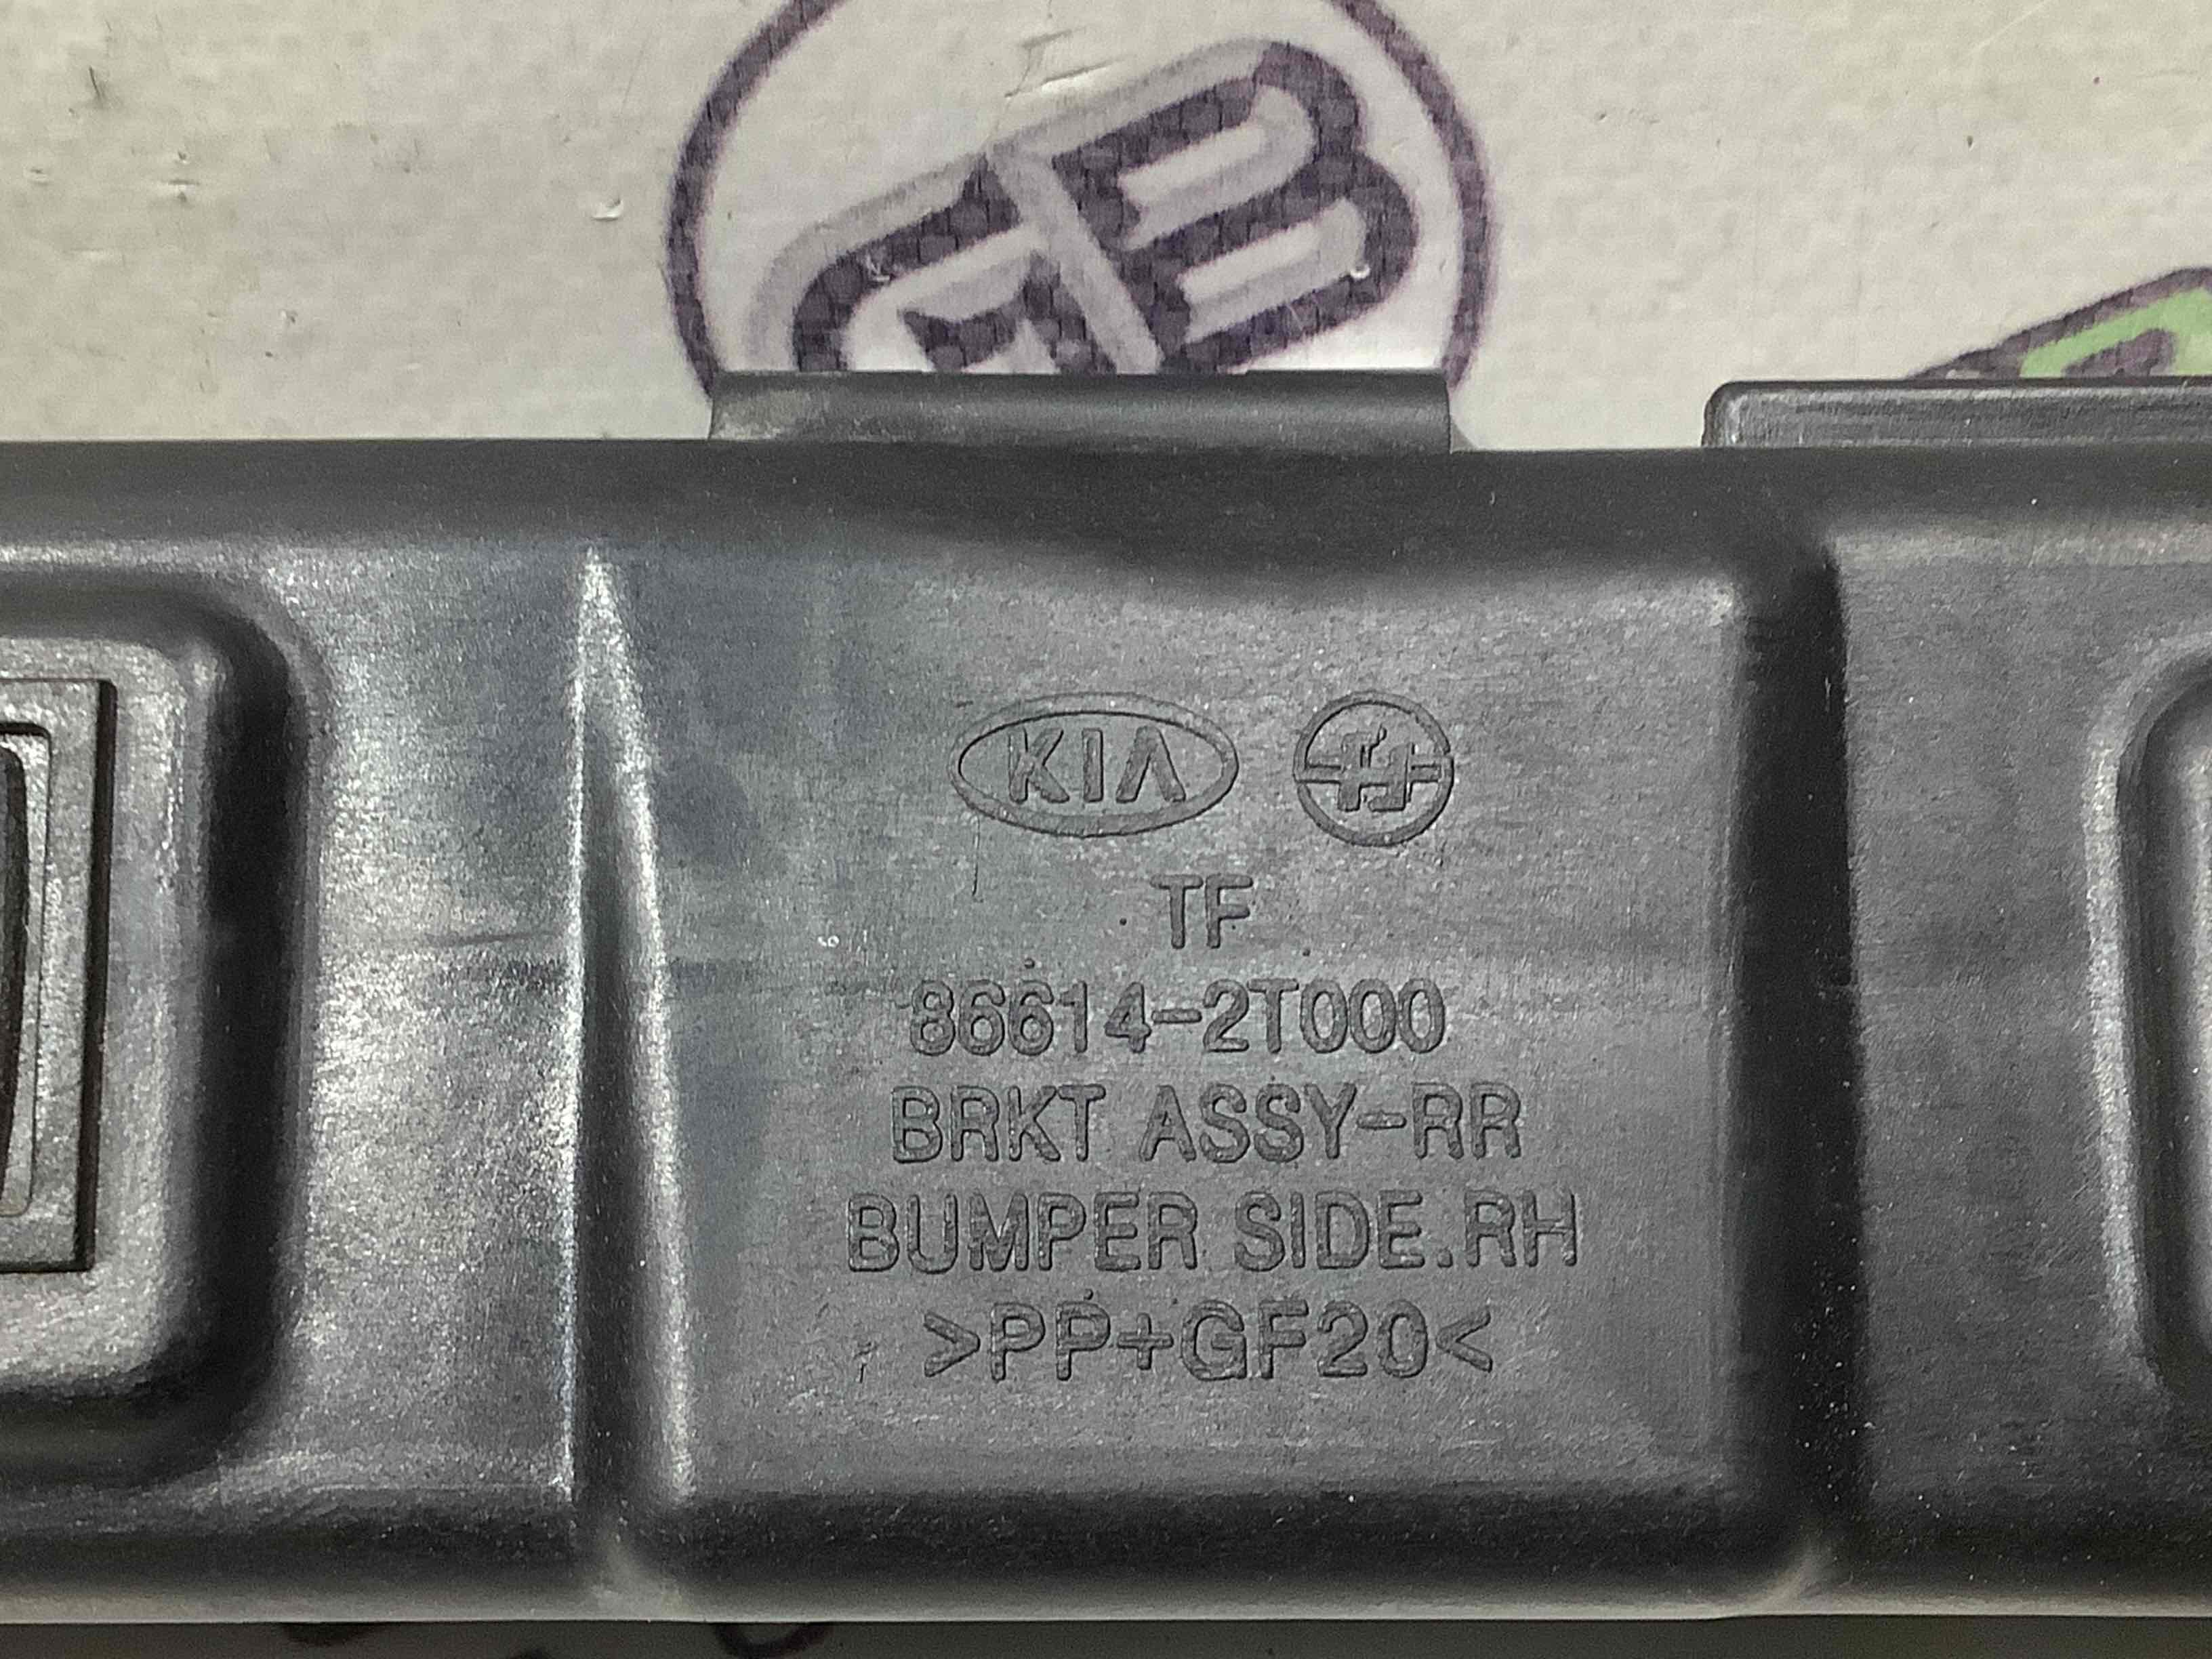 KIA
TF
86614-2T000
BRKT ASSY-RR
BUMPER SIDE.RH
>PP+GF20<